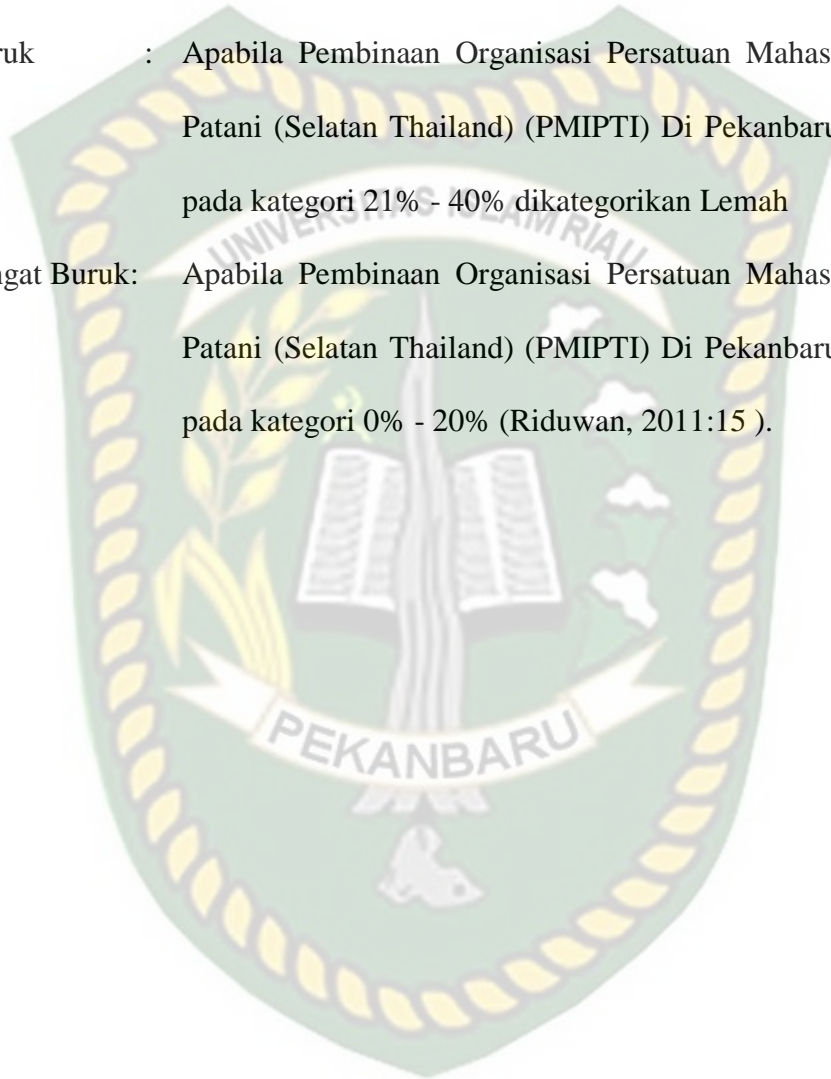 ruk : Apabila Pembinaan Organisasi Persatuan Mahas
Patani (Selatan Thailand) (PMIPTI) Di Pekanbaru
pada kategori 21% - 40% dikategorikan Lemah
UNIVERSITAS ISLAM RIAU
ngat Buruk: Apabila Pembinaan Organisasi Persatuan Mahas
Patani (Selatan Thailand) (PMIPTI) Di Pekanbaru
pada kategori 0% - 20% (Riduwan, 2011:15 ).
PEKANBARU